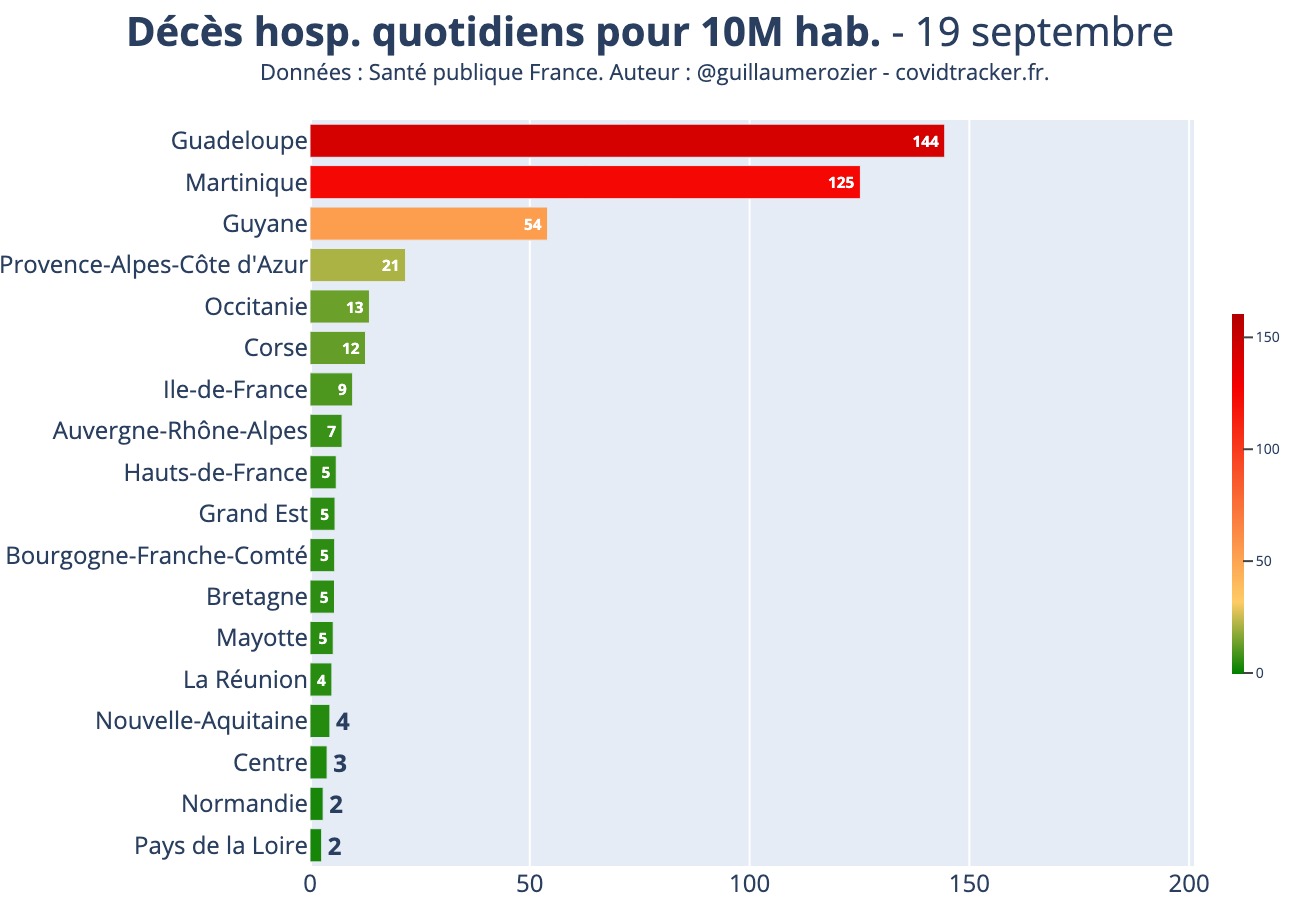 Décès hosp. quotidiens pour 10M hab. - 19 septembre
Données : Santé publique France. Auteur : @guillaumerozier - covidtracker.fr.
Guadeloupe 144
Martinique 125
Guyane 54
Provence-Alpes-Côte d'Azur 21
Occitanie 13
Corse 12
Ile-de-France 9
Auvergne-Rhône-Alpes 7
Hauts-de-France 5
Grand Est 5
Bourgogne-Franche-Comté 5
Bretagne 5
Mayotte 5
La Réunion 4
Nouvelle-Aquitaine 4
Centre 3
Normandie 2
Pays de la Loire 2
0 50 100 150 200
150
100
50
0